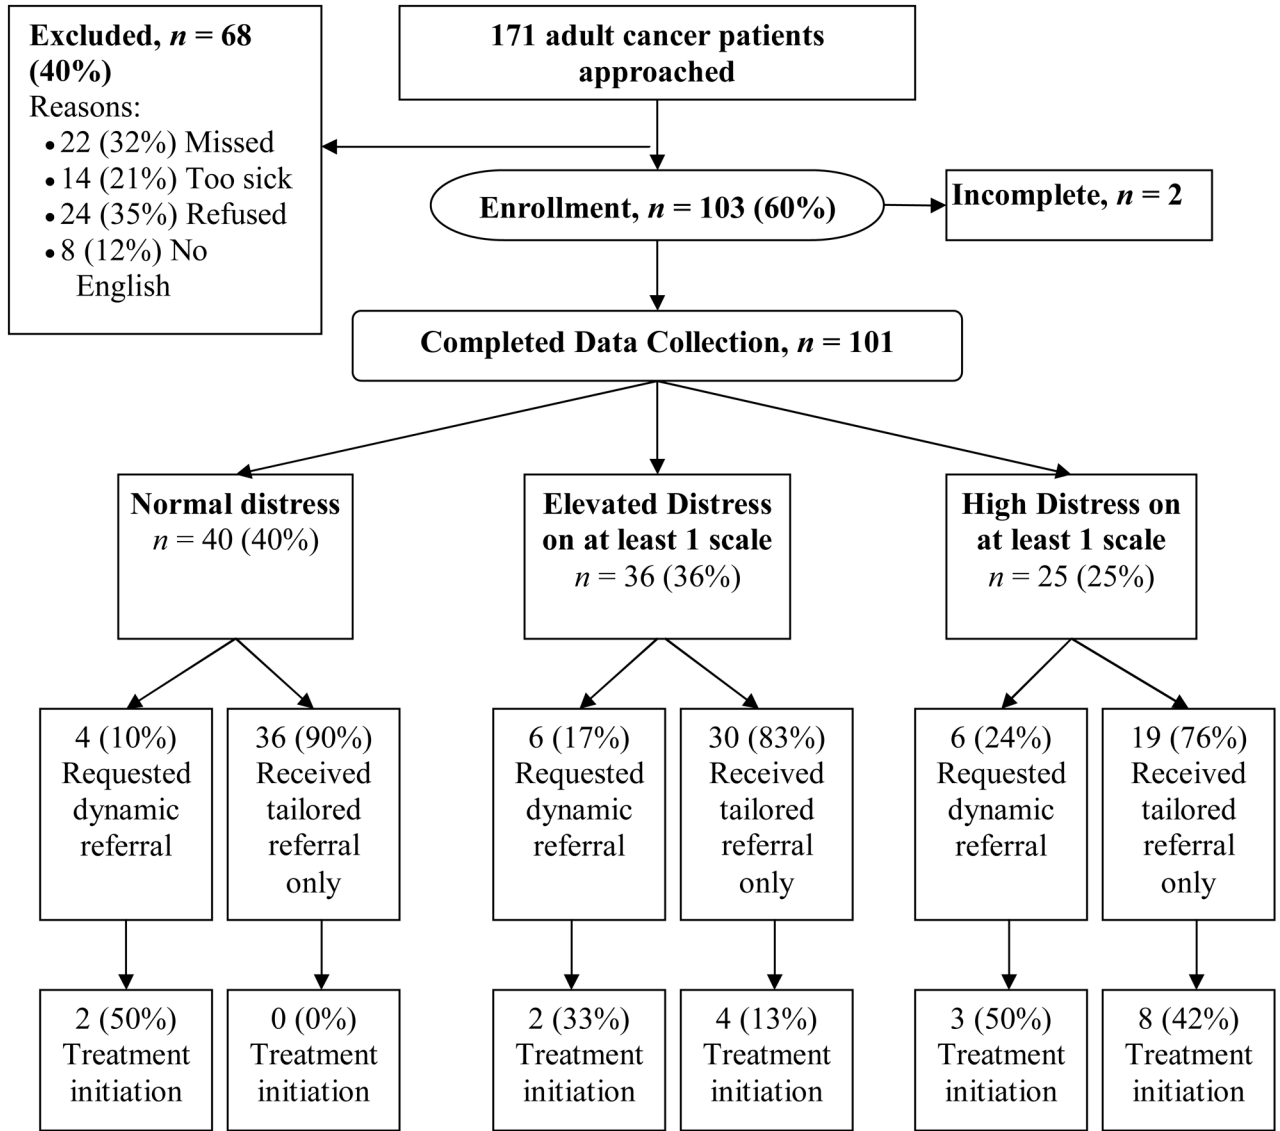 Excluded, n = 68
(40%)
Reasons:
• 22 (32%) Missed
• 14 (21%) Too sick
• 24 (35%) Refused
• 8 (12%) No
English
171 adult cancer patients
approached
Enrollment, n = 103 (60%)
Incomplete, n = 2
Completed Data Collection, n = 101
Normal distress
n = 40 (40%)
Elevated Distress
on at least 1 scale
n = 36 (36%)
High Distress on
at least 1 scale
n = 25 (25%)
4 (10%)
Requested
dynamic
referral
36 (90%)
Received
tailored
referral
only
6 (17%)
Requested
dynamic
referral
30 (83%)
Received
tailored
referral
only
6 (24%)
Requested
dynamic
referral
19 (76%)
Received
tailored
referral
only
2 (50%)
Treatment
initiation
0 (0%)
Treatment
initiation
2 (33%)
Treatment
initiation
4 (13%)
Treatment
initiation
3 (50%)
Treatment
initiation
8 (42%)
Treatment
initiation